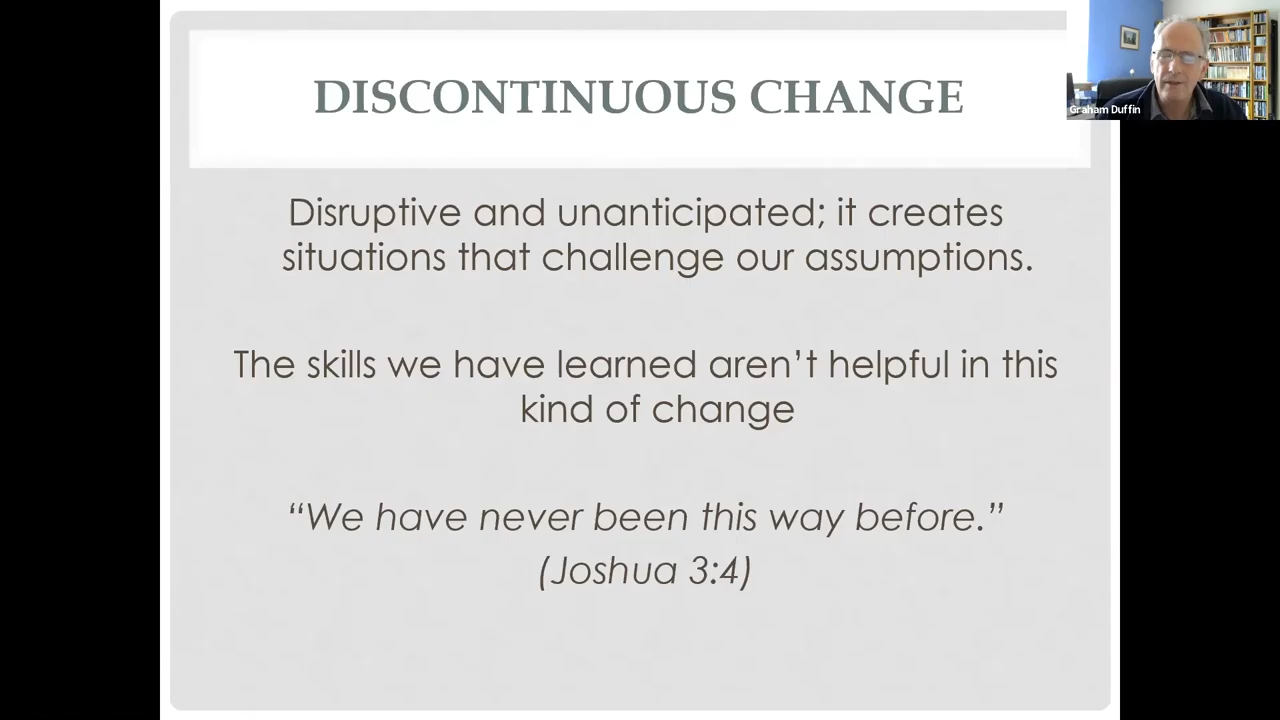 DISCONTINUOUS CHANGE
Graham Duffin
Disruptive and unanticipated; it creates
situations that challenge our assumptions.
The skills we have learned aren’t helpful in this
kind of change
“We have never been this way before.”
(Joshua 3:4)